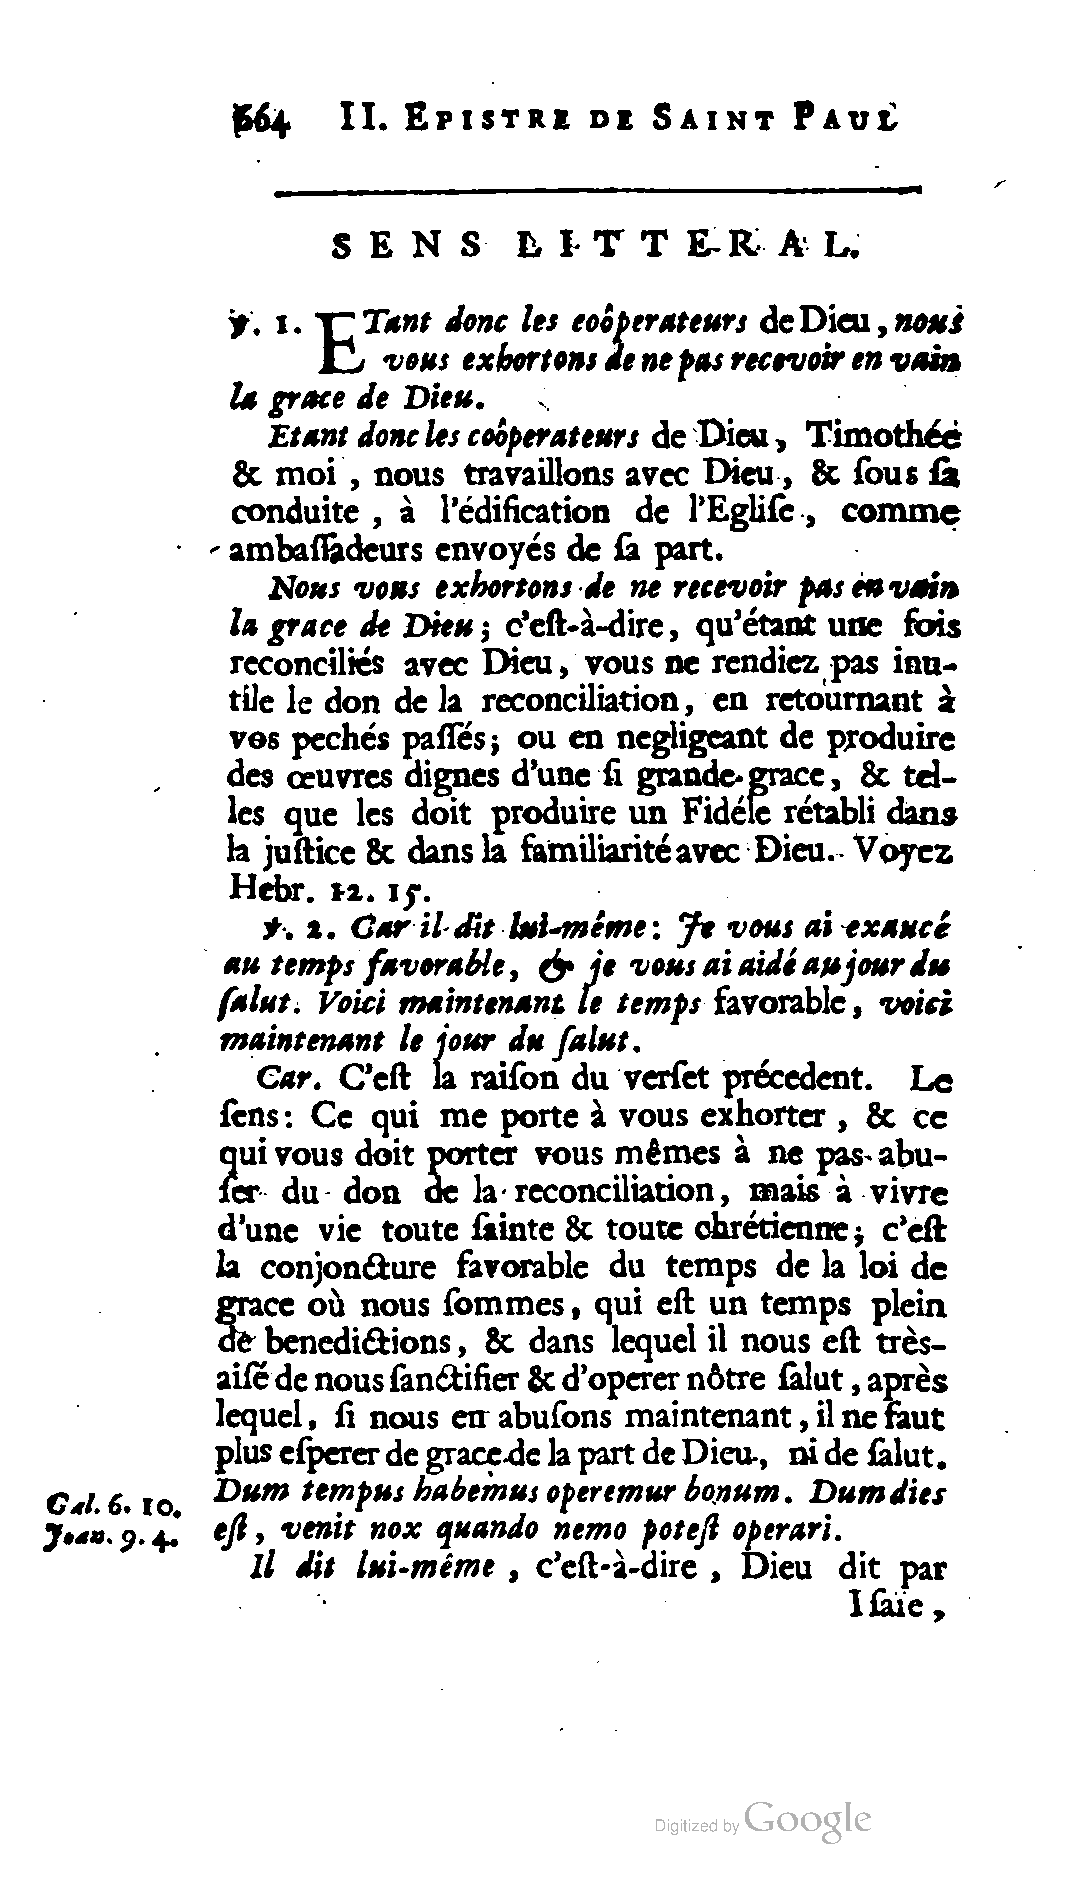 564 II. EPISTRE DE SAINT PAUL
SENS LITTERAL.
℣. 1. ETant donc les coôperateurs de Dieu, nous
vous exhortons de ne pas recevoir en vain
la grace de Dieu.
Etant donc les coôperateurs de Dieu, Timothée
& moi, nous travaillons avec Dieu, & ſous ſa
conduite, à l'édification de l'Egliſe, comme
ambaſſadeurs envoyés de ſa part.
Nous vous exhortons de ne recevoir pas en vain
la grace de Dieu; c'eſt-à-dire, qu'étant une fois
reconciliés avec Dieu, vous ne rendiez pas inu-
tile le don de la reconciliation, en retournant à
vos pechés paſſés; ou en negligeant de produire
des œuvres dignes d'une ſi grande grace, & tel-
les que les doit produire un Fidéle rétabli dans
la juſtice & dans la familiarité avec Dieu. Voyez
Hebr. 12. 15.
℣. 2. Car il dit lui-méme: Je vous ai exaucé
au temps favorable, & je vous ai aidé au jour du
ſalut. Voici maintenant le temps favorable, voici
maintenant le jour du ſalut.
Car. C'eſt la raiſon du verſet précedent. Le
ſens: Ce qui me porte à vous exhorter, & ce
qui vous doit porter vous mêmes à ne pas abu-
ſer du don de la reconciliation, mais à vivre
d'une vie toute ſainte & toute chrétienne; c'eſt
la conjoncture favorable du temps de la loi de
grace où nous ſommes, qui eſt un temps plein
de benedictions, & dans lequel il nous eſt très-
aiſé de nous ſanctifier & d'operer nôtre ſalut, après
lequel, ſi nous en abuſons maintenant, il ne faut
plus eſperer de grace de la part de Dieu, ni de ſalut.
Dum tempus habemus operemur bonum. Dum dies
Gal. 6. 10.
Joan. 9. 4.
eſt, venit nox quando nemo poteſt operari.
Il dit lui-même, c'eſt-à-dire, Dieu dit par
Iſaïe,
Digitized by Google